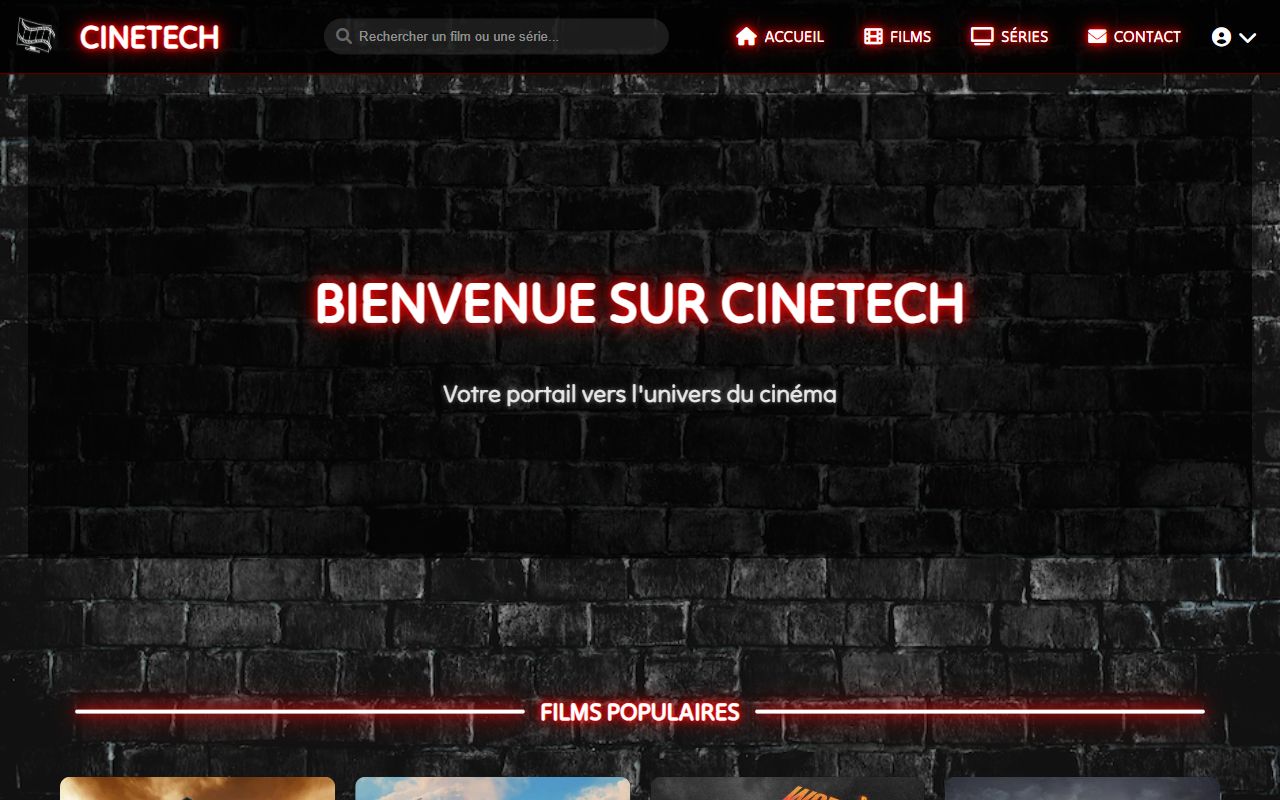 CINETECH
Rechercher un film ou une série...
ACCUEIL
FILMS
SÉRIES
CONTACT
BIENVENUE SUR CINETECH
Votre portail vers l'univers du cinéma
FILMS POPULAIRES